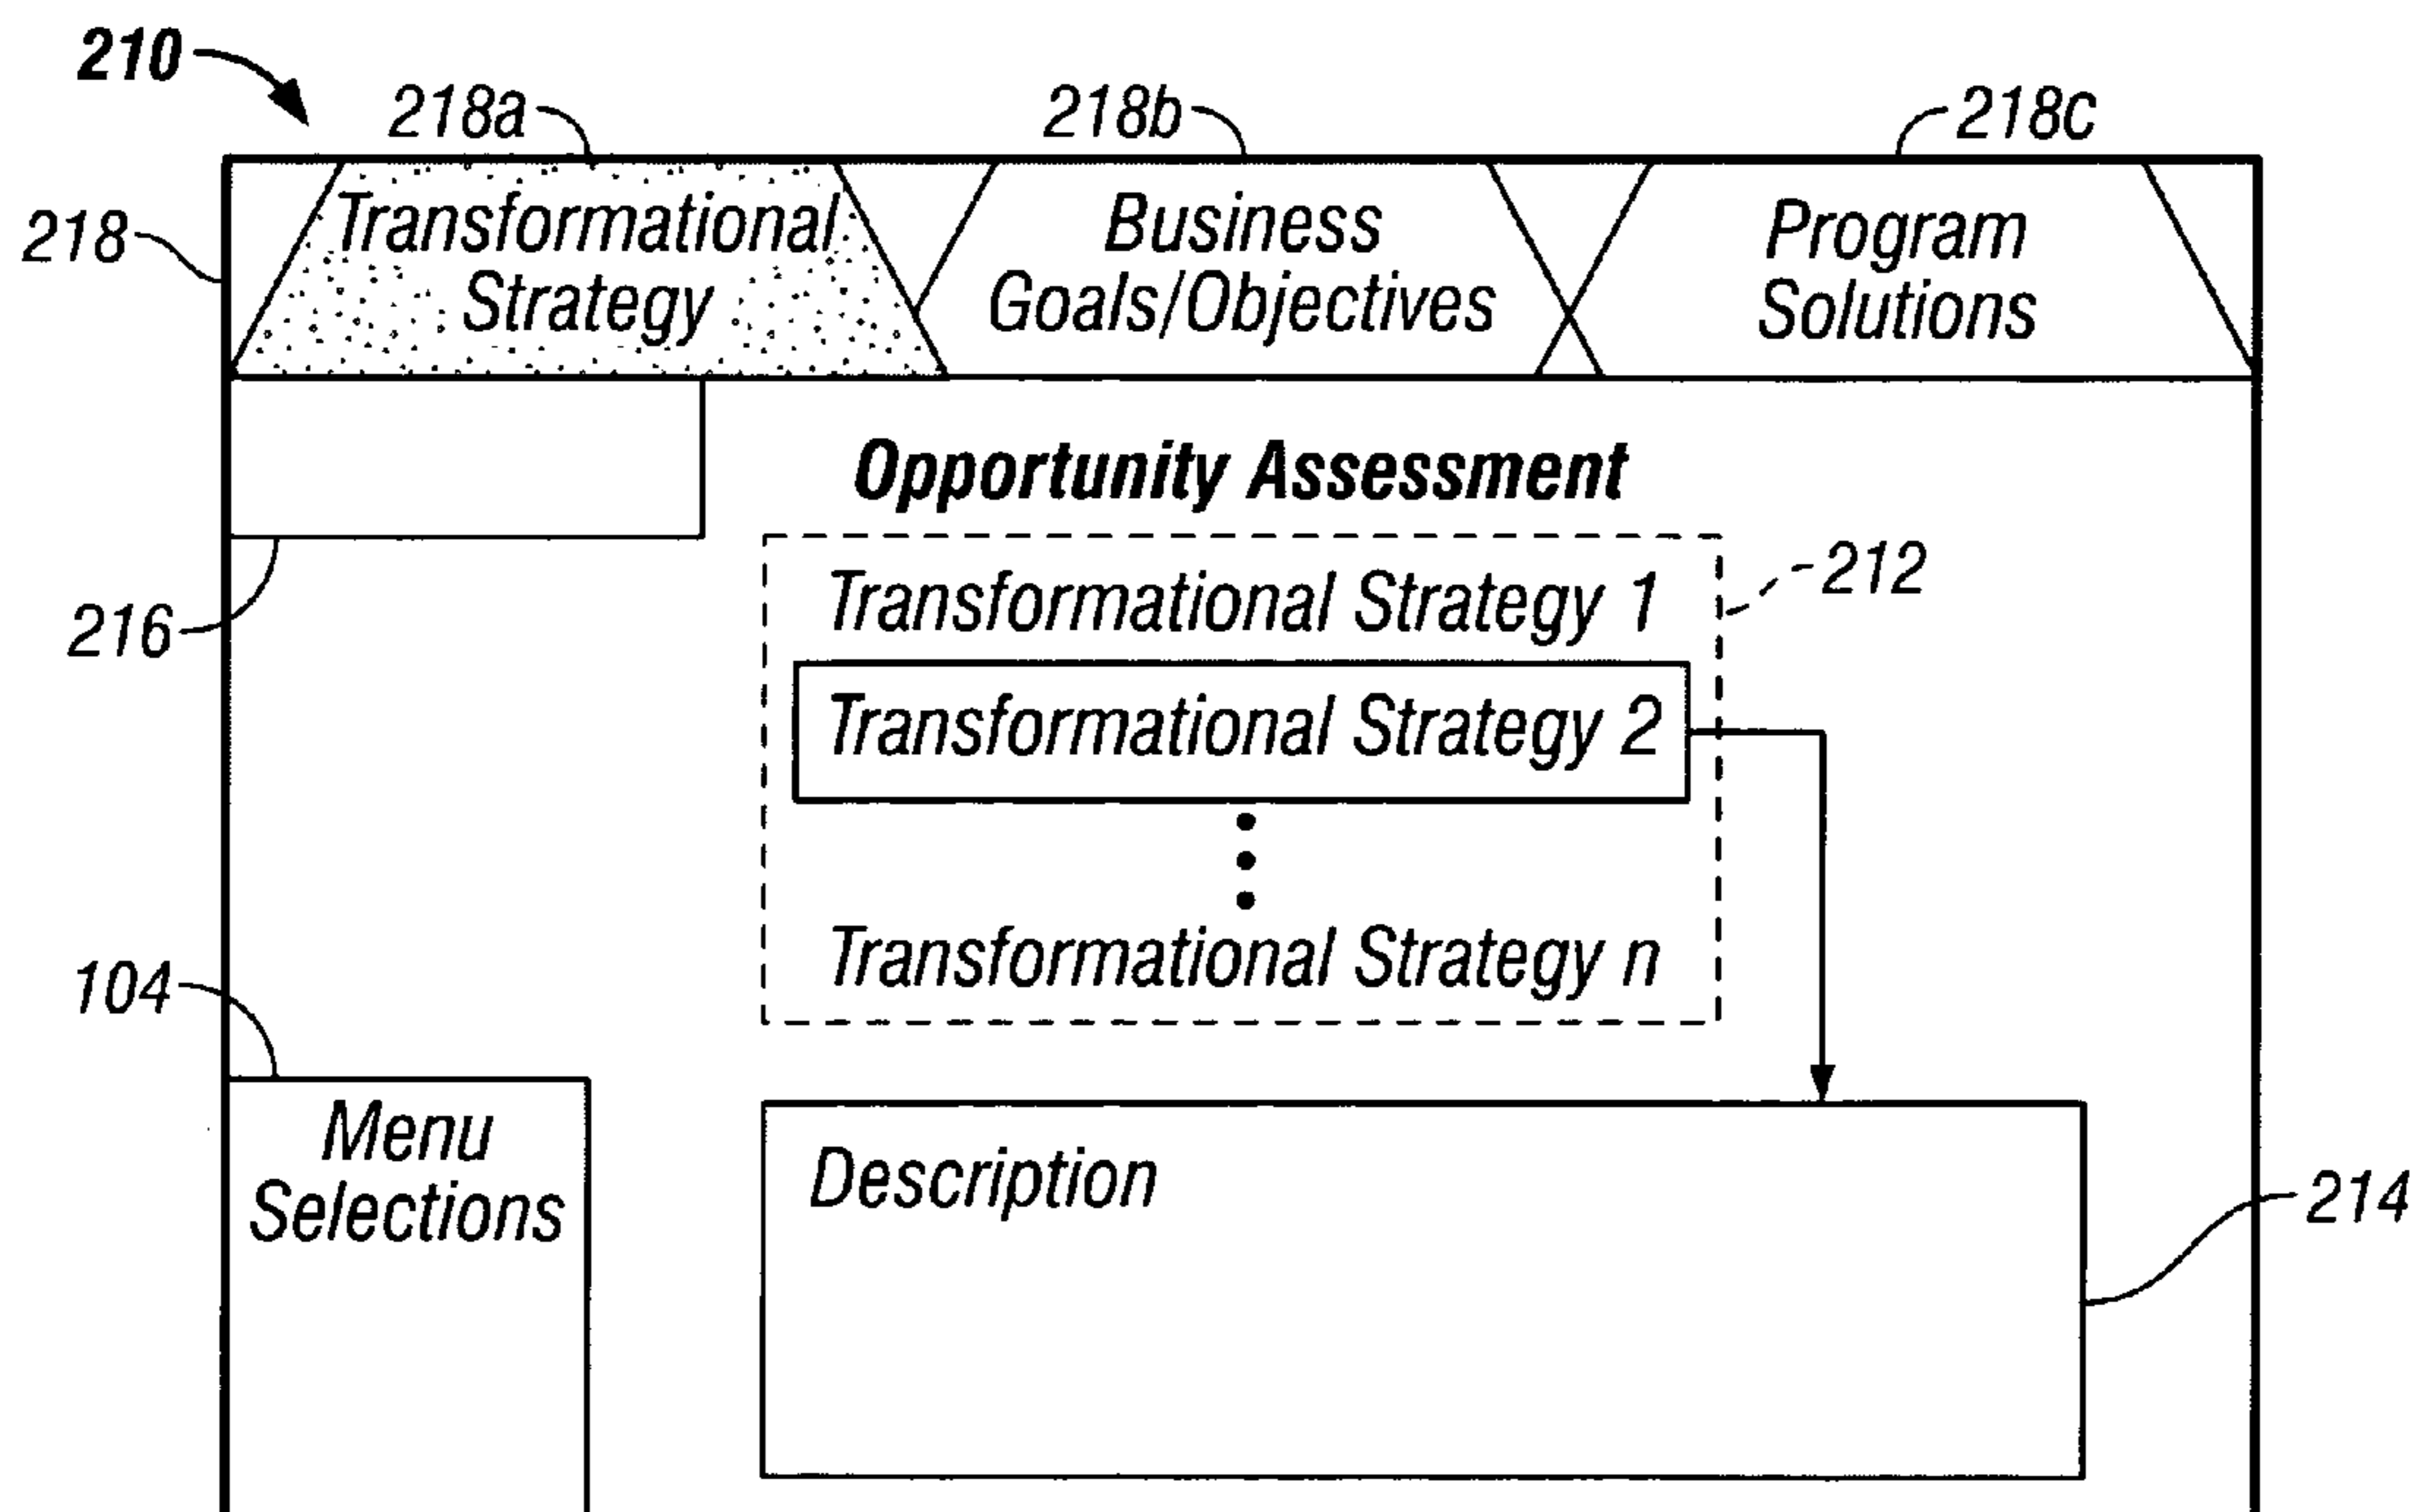 210
218a
218b
218c
218
Transformational
Strategy
Business
Goals/Objectives
Program
Solutions
Opportunity Assessment
216
212
Transformational Strategy 1
Transformational Strategy 2
Transformational Strategy n
104
Menu
Selections
Description
214